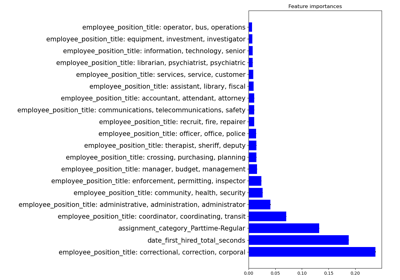 Feature importances
employee_position_title: operator, bus, operations
employee_position_title: equipment, investment, investigator
employee_position_title: information, technology, senior
employee_position_title: librarian, psychiatrist, psychiatric
employee_position_title: services, service, customer
employee_position_title: assistant, library, fiscal
employee_position_title: accountant, attendant, attorney
employee_position_title: communications, telecommunications, safety
employee_position_title: recruit, fire, repairer
employee_position_title: officer, office, police
employee_position_title: therapist, sheriff, deputy
employee_position_title: crossing, purchasing, planning
employee_position_title: manager, budget, management
employee_position_title: enforcement, permitting, inspector
employee_position_title: community, health, security
employee_position_title: administrative, administration, administrator
employee_position_title: coordinator, coordinating, transit
assignment_category_Parttime-Regular
date_first_hired_total_seconds
employee_position_title: correctional, correction, corporal
0.00 0.05 0.10 0.15 0.20